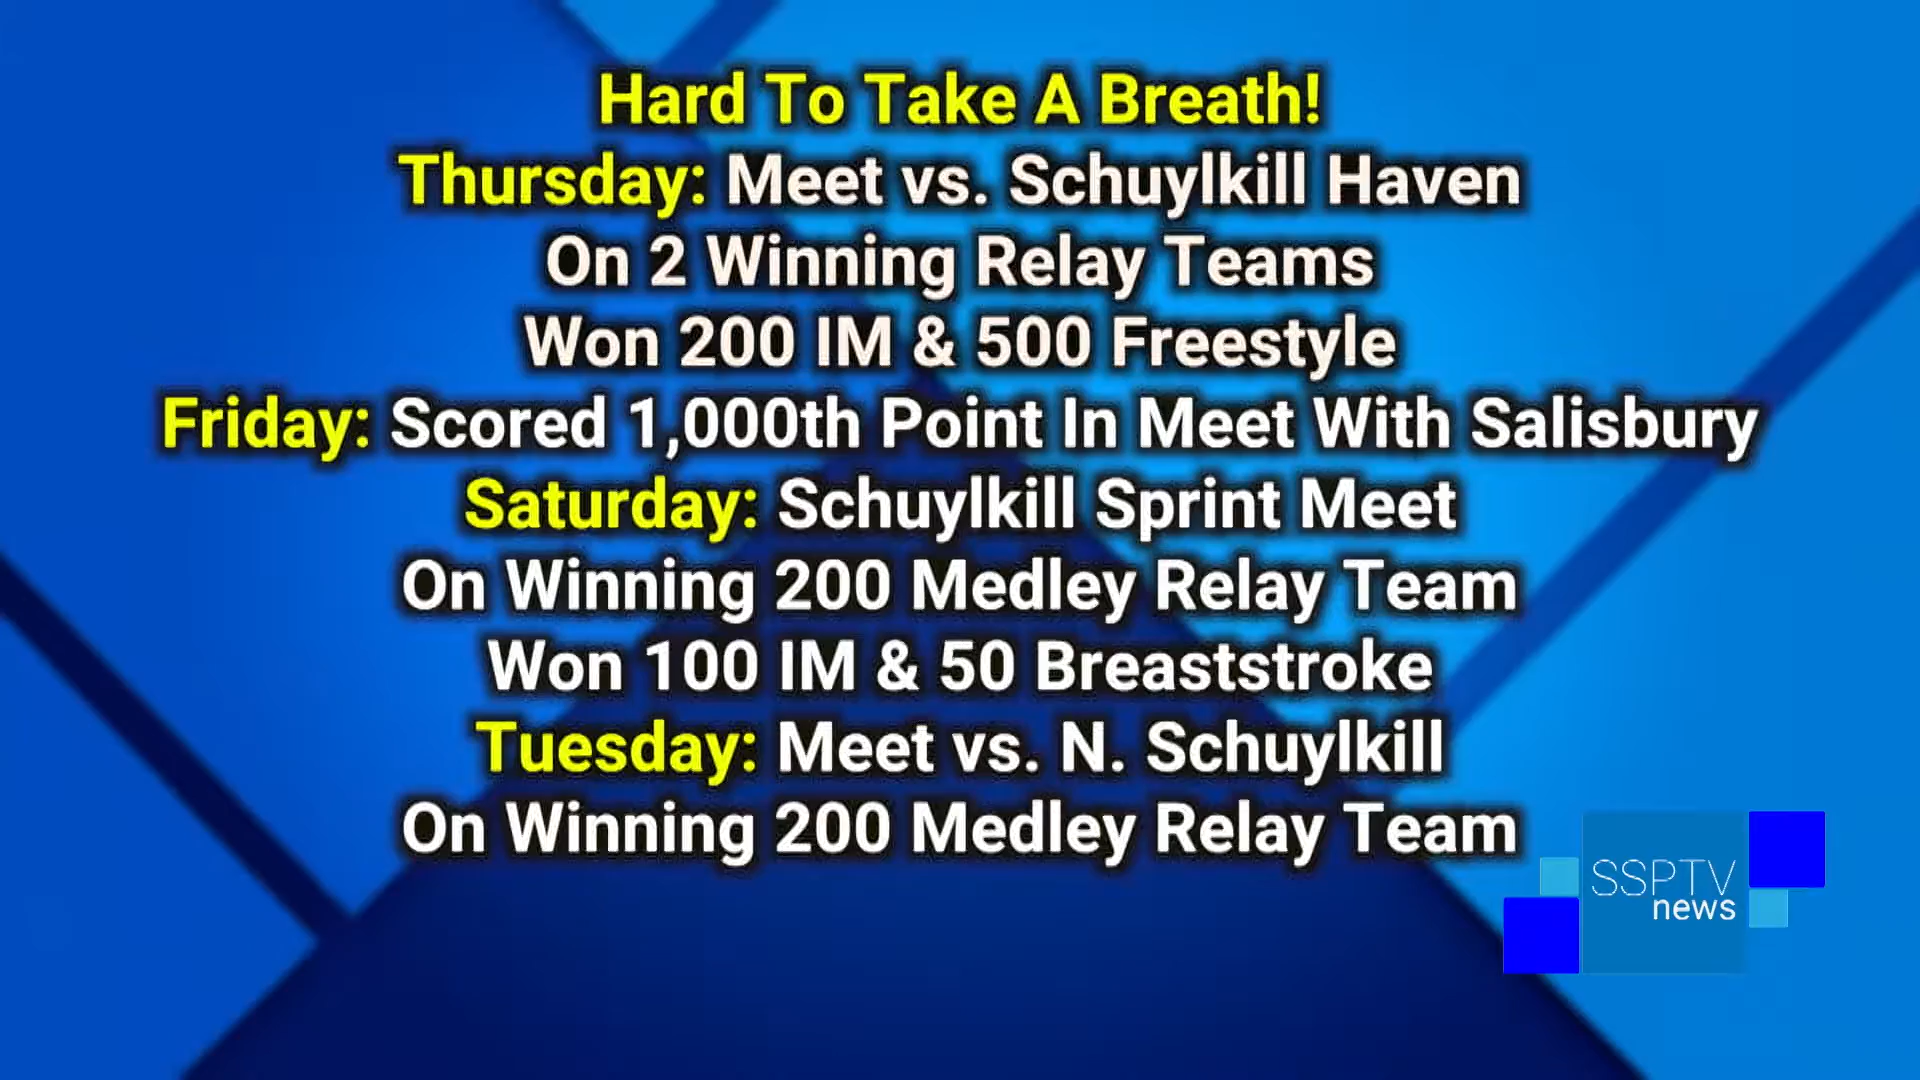 Hard To Take A Breath!
Thursday: Meet vs. Schuylkill Haven
On 2 Winning Relay Teams
Won 200 IM & 500 Freestyle
Friday: Scored 1,000th Point In Meet With Salisbury
Saturday: Schuylkill Sprint Meet
On Winning 200 Medley Relay Team
Won 100 IM & 50 Breaststroke
Tuesday: Meet vs. N. Schuylkill
On Winning 200 Medley Relay Team
SSPTV
news